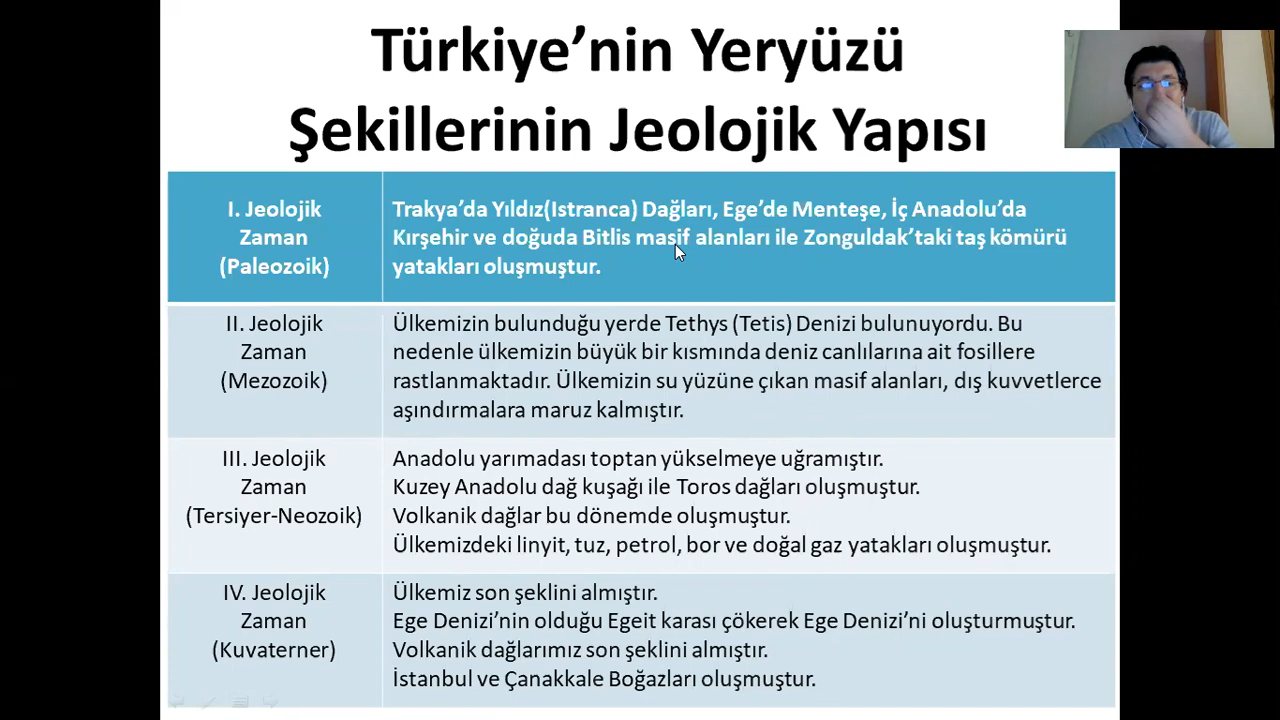 Türkiye’nin Yeryüzü
Şekillerinin Jeolojik Yapısı
I. Jeolojik
Zaman
(Paleozoik)
Trakya’da Yıldız(Istranca) Dağları, Ege’de Menteşe, İç Anadolu’da
Kırşehir ve doğuda Bitlis masif alanları ile Zonguldak’taki taş kömürü
yatakları oluşmuştur.
II. Jeolojik
Zaman
(Mezozoik)
Ülkemizin bulunduğu yerde Tethys (Tetis) Denizi bulunuyordu. Bu
nedenle ülkemizin büyük bir kısmında deniz canlılarına ait fosillere
rastlanmaktadır. Ülkemizin su yüzüne çıkan masif alanları, dış kuvvetlerce
aşındırmalara maruz kalmıştır.
III. Jeolojik
Zaman
(Tersiyer-Neozoik)
Anadolu yarımadası toptan yükselmeye uğramıştır.
Kuzey Anadolu dağ kuşağı ile Toros dağları oluşmuştur.
Volkanik dağlar bu dönemde oluşmuştur.
Ülkemizdeki linyit, tuz, petrol, bor ve doğal gaz yatakları oluşmuştur.
IV. Jeolojik
Zaman
(Kuvaterner)
Ülkemiz son şeklini almıştır.
Ege Denizi’nin olduğu Egeit karası çökerek Ege Denizi’ni oluşturmuştur.
Volkanik dağlarımız son şeklini almıştır.
İstanbul ve Çanakkale Boğazları oluşmuştur.